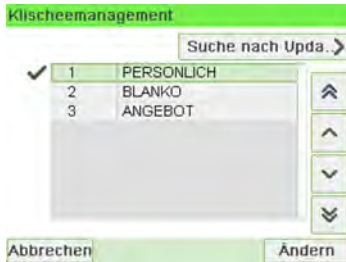 Klischeemanagement
Suche nach Upda..
1 PERSONLICH
2 BLANKO
3 ANGEBOT
Abbrechen Ändern